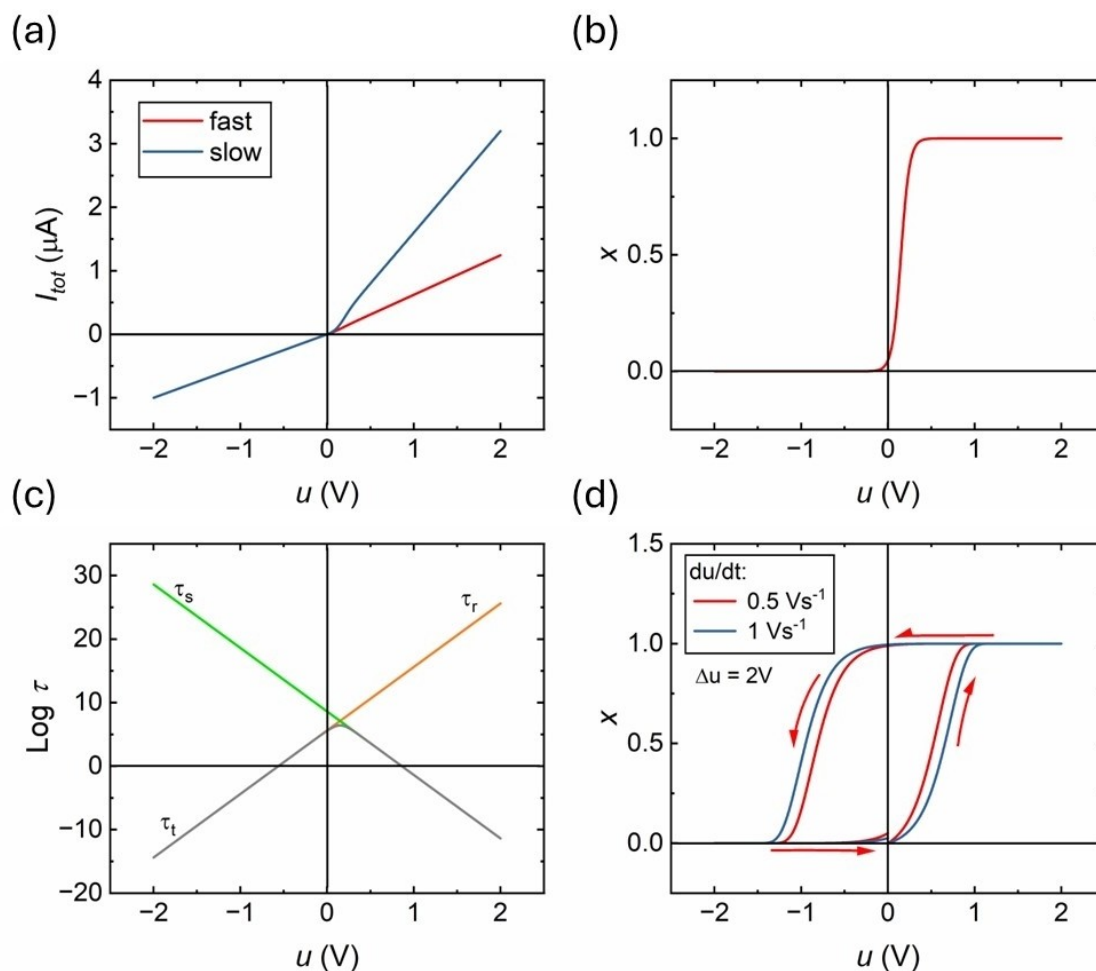 (a)
4
3
2
1
0
−1
I_tot (μA)
fast
slow
−2 −1 0 1 2
u (V)
(b)
1.0
0.5
0.0
x
−2 −1 0 1 2
u (V)
(c)
30
20
10
0
−10
−20
Log τ
τs
τr
τt
−2 −1 0 1 2
u (V)
(d)
1.5
1.0
0.5
0.0
x
du/dt:
0.5 Vs⁻¹
1 Vs⁻¹
Δu = 2V
−2 −1 0 1 2
u (V)